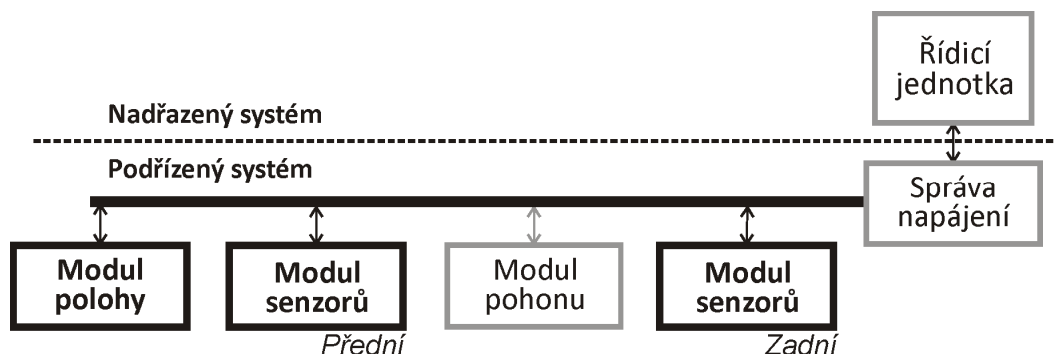 Řídicí
jednotka
Nadřazený systém
Podřízený systém
Správa
napájení
Modul
polohy
Modul
senzorů
Přední
Modul
pohonu
Modul
senzorů
Zadní